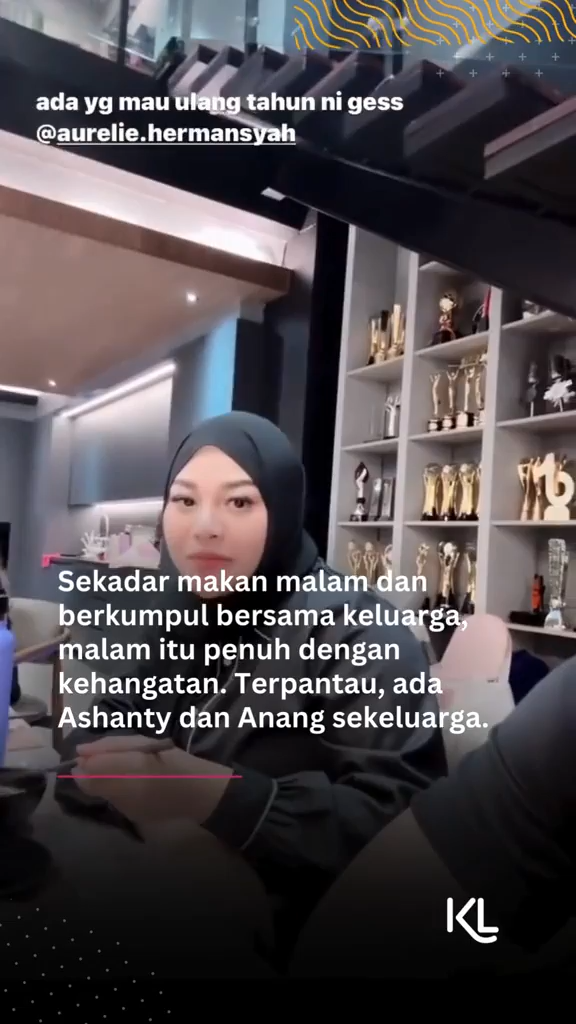 ada yg mau ulang tahun ni gess
@aurelie.hermansyah
Sekadar makan malam dan
berkumpul bersama keluarga,
malam itu penuh dengan
kehangatan. Terpantau, ada
Ashanty dan Anang sekeluarga.
KL